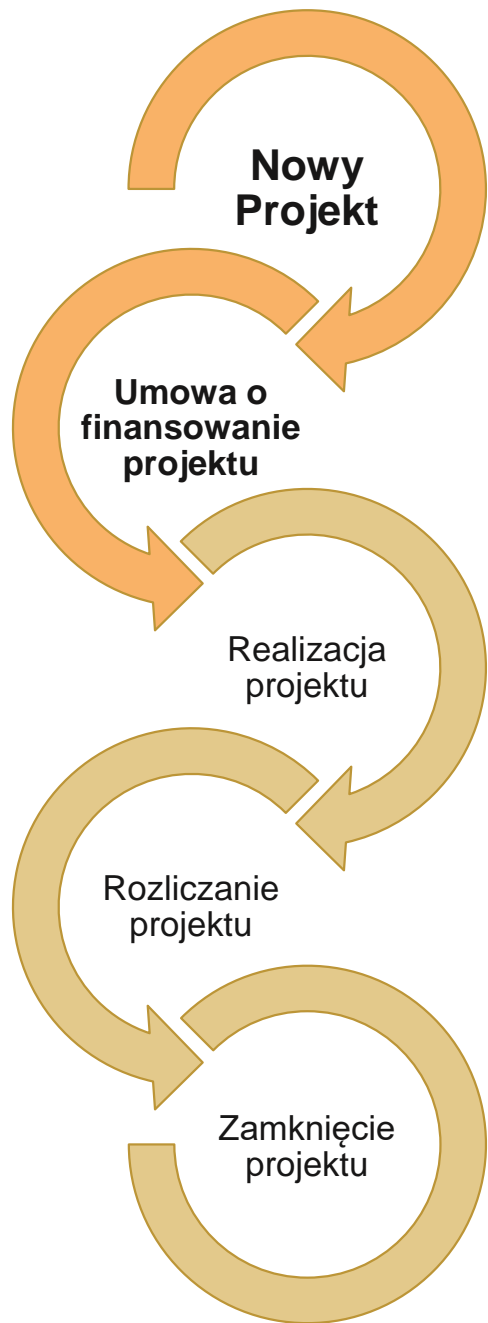 Nowy
Projekt
Umowa o
finansowanie
projektu
Realizacja
projektu
Rozliczanie
projektu
Zamknięcie
projektu